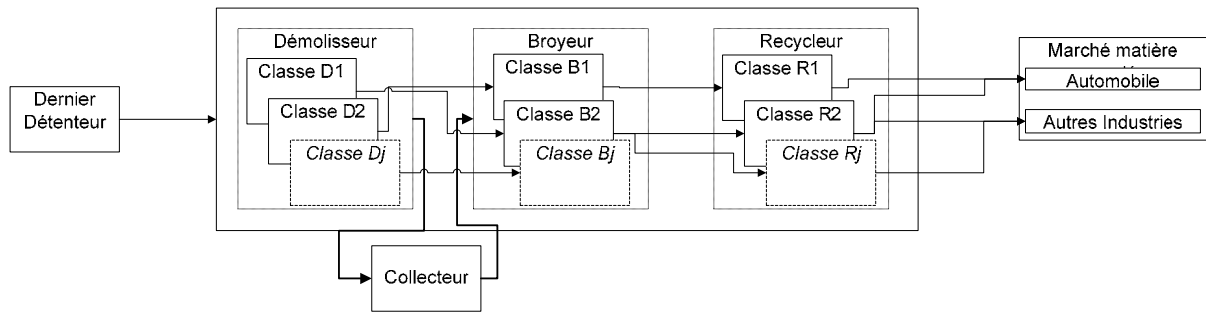 Dernier
Détenteur
Démolisseur
Classe D1
Classe D2
Classe Dj
Broyeur
Classe B1
Classe B2
Classe Bj
Recycleur
Classe R1
Classe R2
Classe Rj
Marché matière
Automobile
Autres Industries
Collecteur